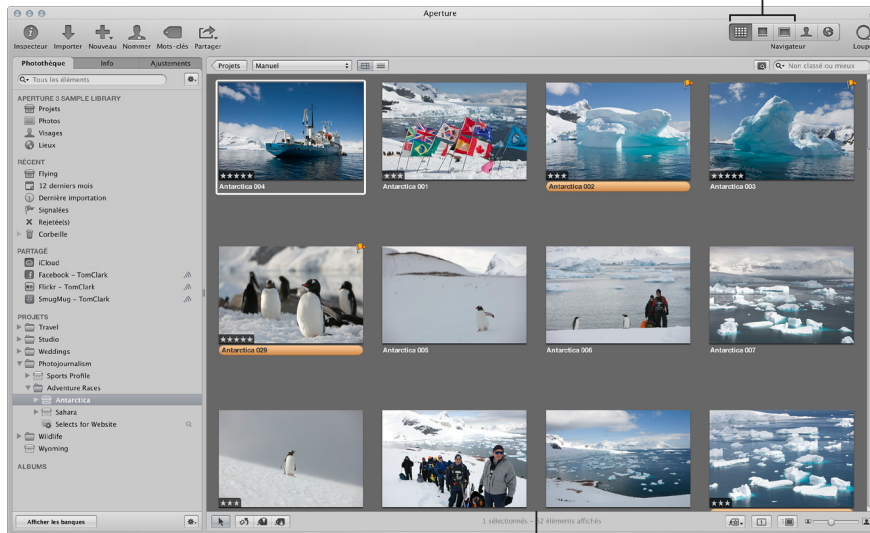 Aperture
Inspecteur Importer Nouveau Nommer Mots-clés Partager
Navigateur
Loupe
Photothèque Info Ajustements
Tous les éléments
APERTURE 3 SAMPLE LIBRARY
Projets
Photos
Visages
Lieux
RÉCENT
Flying
12 derniers mois
Dernière importation
Signalées
Rejetée(s)
Corbeille
PARTAGÉ
iCloud
Facebook – TomClark
Flickr – TomClark
SmugMug – TomClark
PROJETS
Travel
Studio
Weddings
Photojournalism
Sports Profile
Adventure Races
Antarctica
Sahara
Selects for Website
Wildlife
Wyoming
ALBUMS
Afficher les banques
Projets Manuel
Non classé ou mieux
Antarctica 004
Antarctica 001
Antarctica 002
Antarctica 003
Antarctica 029
Antarctica 005
Antarctica 006
Antarctica 007
1 sélectionnés – 62 éléments affichés
1